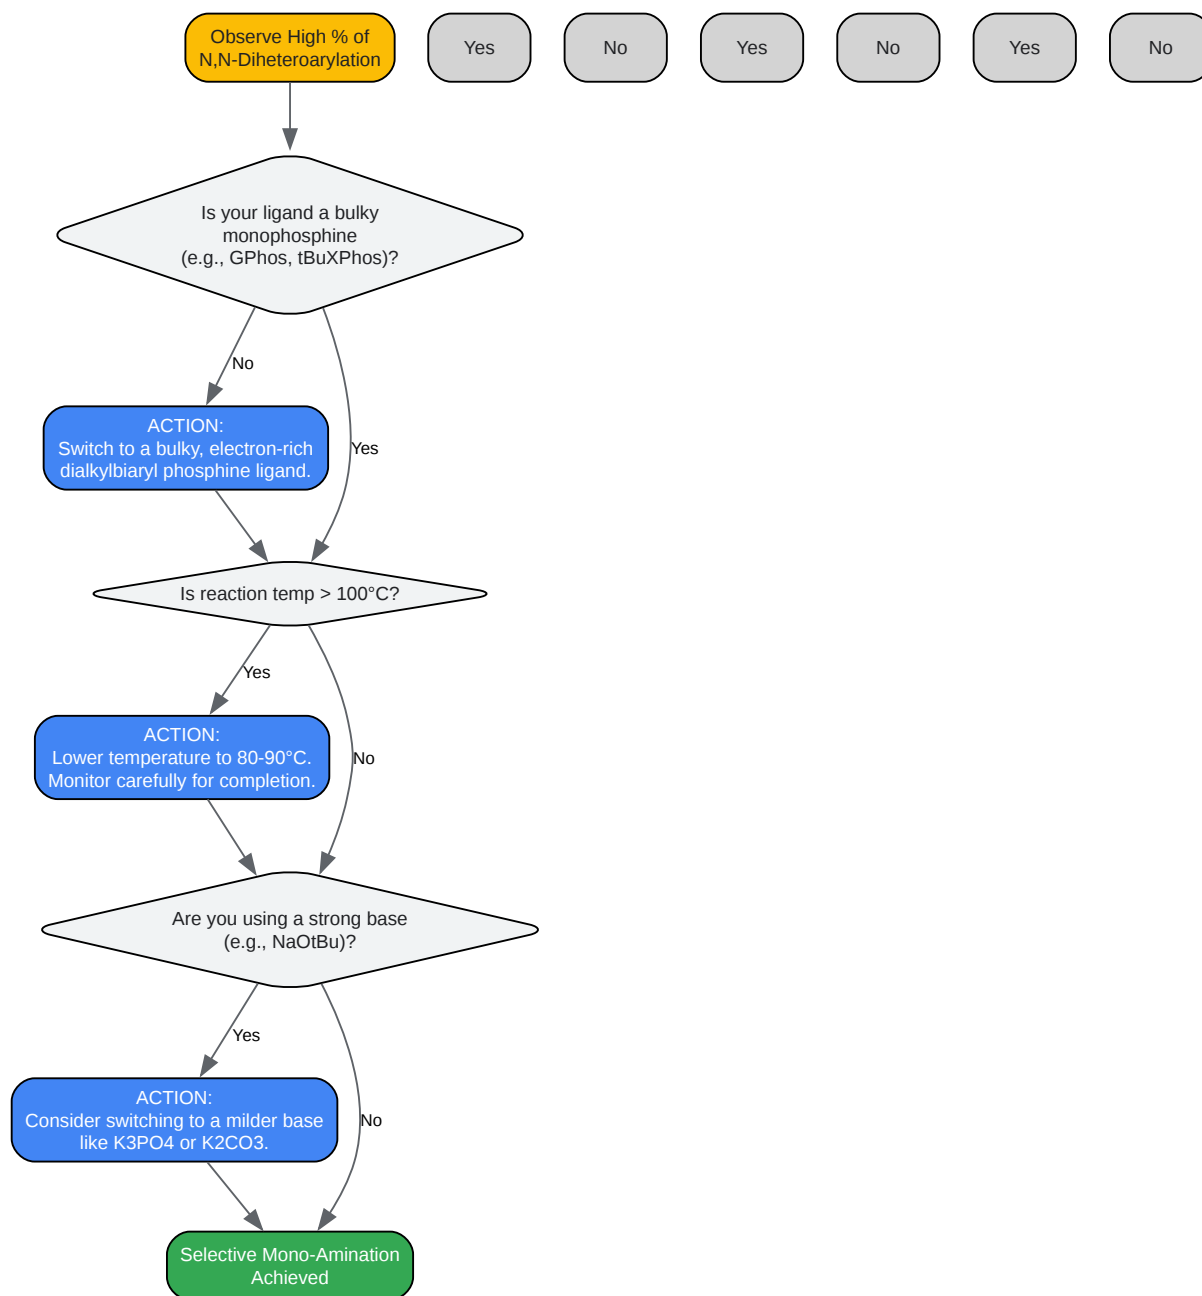 Observe High % of
N,N-Diheteroarylation
Yes
No
Yes
No
Yes
No
Is your ligand a bulky
monophosphine
(e.g., GPhos, tBuXPhos)?
No
ACTION:
Switch to a bulky, electron-rich
dialkylbiaryl phosphine ligand.
Yes
Is reaction temp > 100°C?
Yes
ACTION:
Lower temperature to 80-90°C.
Monitor carefully for completion.
No
Are you using a strong base
(e.g., NaOtBu)?
Yes
ACTION:
Consider switching to a milder base
like K3PO4 or K2CO3.
No
Selective Mono-Amination
Achieved